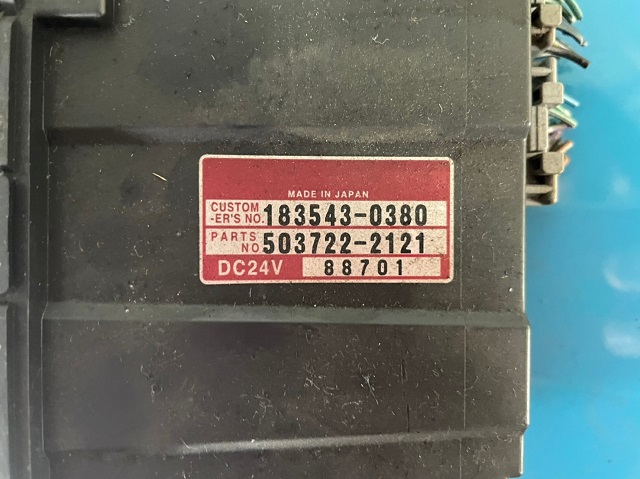 MADE IN JAPAN
CUSTOM
-ER'S NO. 183543-0380
PARTS
NO 503722-2121
DC24V 88701